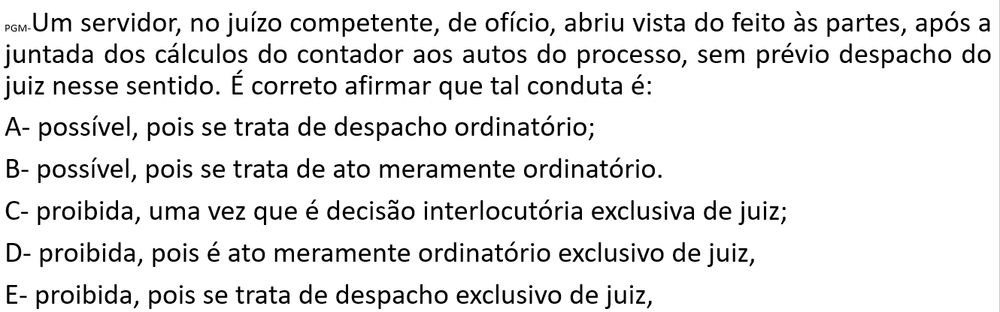 PGM-Um servidor, no juízo competente, de ofício, abriu vista do feito às partes, após a
juntada dos cálculos do contador aos autos do processo, sem prévio despacho do
juiz nesse sentido. É correto afirmar que tal conduta é:
A- possível, pois se trata de despacho ordinatório;
B- possível, pois se trata de ato meramente ordinatório.
C- proibida, uma vez que é decisão interlocutória exclusiva de juiz;
D- proibida, pois é ato meramente ordinatório exclusivo de juiz,
E- proibida, pois se trata de despacho exclusivo de juiz,